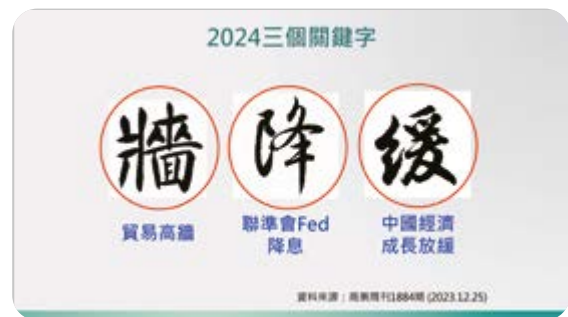 2024三個關鍵字
牆 降 緩
貿易高牆
聯準會Fed
降息
中國經濟
成長放緩
資料來源：商業周刊1884期 (2023.12.25)